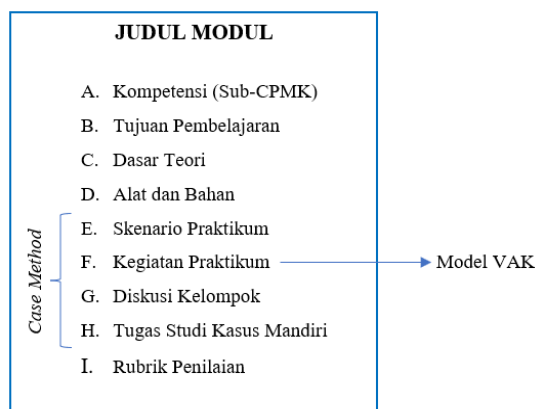 JUDUL MODUL
A. Kompetensi (Sub-CPMK)
B. Tujuan Pembelajaran
C. Dasar Teori
D. Alat dan Bahan
E. Skenario Praktikum
F. Kegiatan Praktikum
Model VAK
G. Diskusi Kelompok
H. Tugas Studi Kasus Mandiri
I. Rubrik Penilaian
Case Method